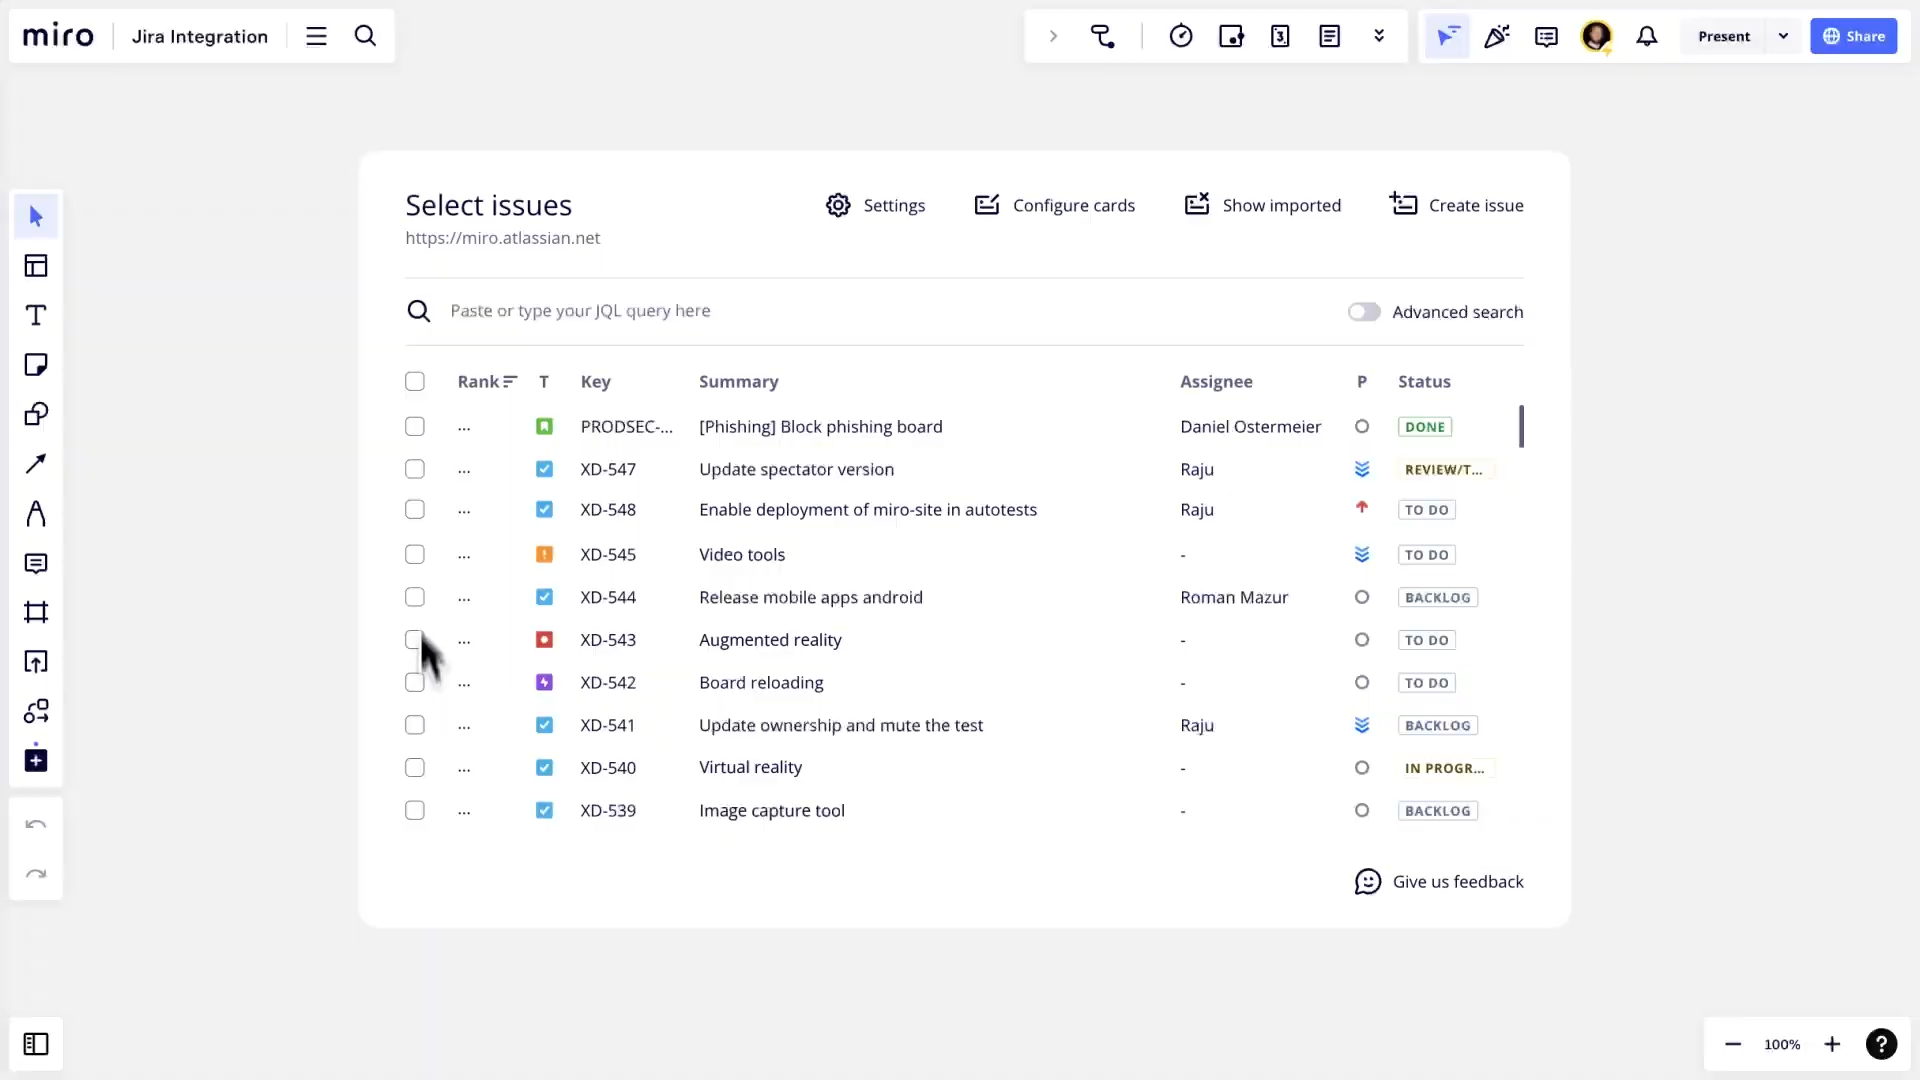 miro
Jira Integration
Present
Share
Select issues
https://miro.atlassian.net
Settings
Configure cards
Show imported
Create issue
Paste or type your JQL query here
Advanced search
Rank T Key Summary Assignee P Status
... PRODSEC-... [Phishing] Block phishing board Daniel Ostermeier DONE
... XD-547 Update spectator version Raju REVIEW/T...
... XD-548 Enable deployment of miro-site in autotests Raju TO DO
... XD-545 Video tools - TO DO
... XD-544 Release mobile apps android Roman Mazur BACKLOG
... XD-543 Augmented reality - TO DO
... XD-542 Board reloading - TO DO
... XD-541 Update ownership and mute the test Raju BACKLOG
... XD-540 Virtual reality - IN PROGR...
... XD-539 Image capture tool - BACKLOG
Give us feedback
100%